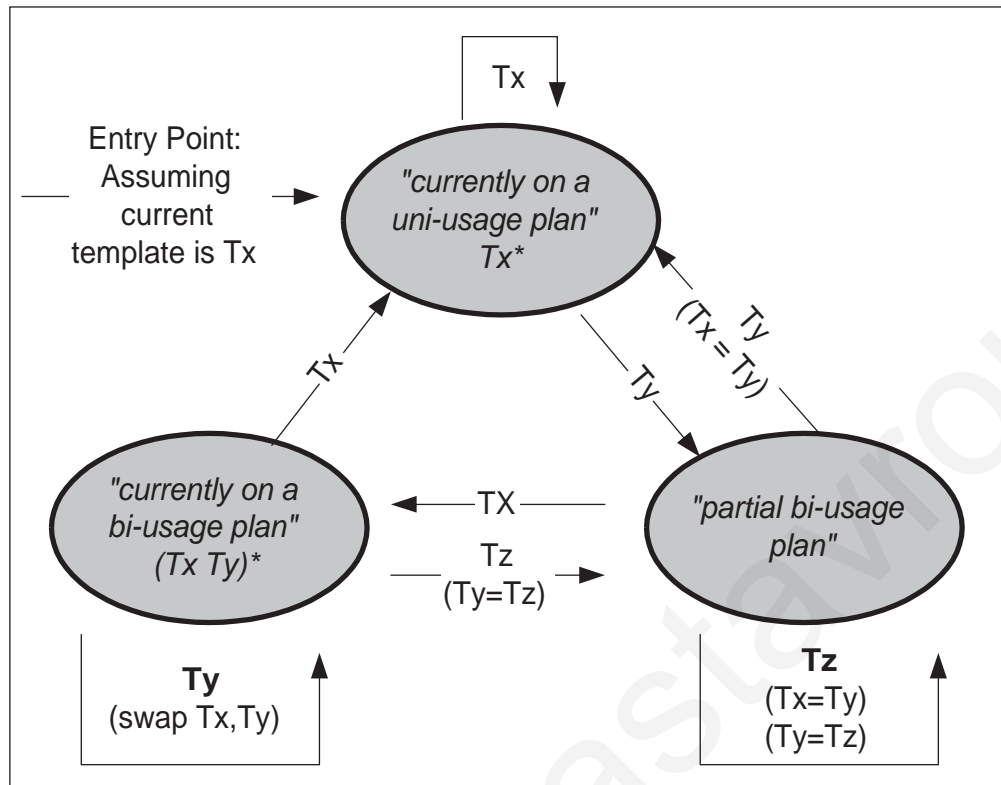 Tx
Entry Point:
Assuming
current
template is Tx
"currently on a
uni-usage plan"
Tx*
Ty
(Tx = Ty)
Tx
Ty
"currently on a
bi-usage plan"
(Tx Ty)*
TX
Tz
(Ty=Tz)
"partial bi-usage
plan"
Ty
(swap Tx,Ty)
Tz
(Tx=Ty)
(Ty=Tz)